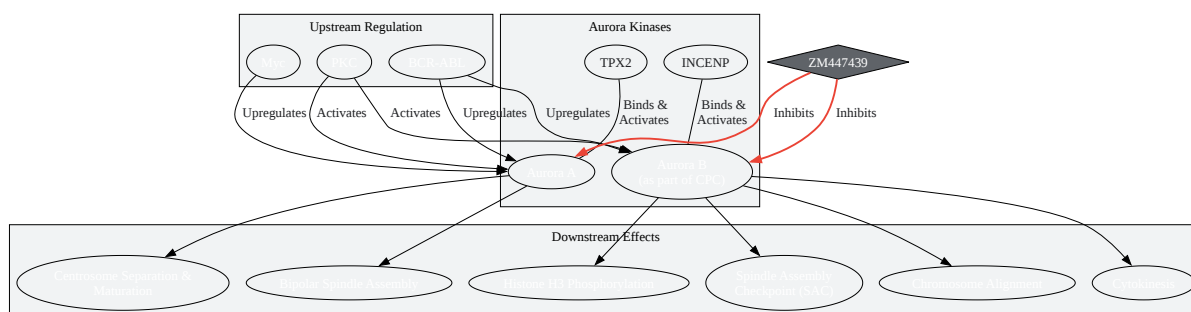 Upstream Regulation
Aurora Kinases
Myc
PKC
BCR-ABL
TPX2
INCENP
ZM447439
Upregulates
Activates
Activates
Upregulates
Upregulates
Binds &
Activates
Binds &
Activates
Inhibits
Inhibits
Aurora A
Aurora B
(as part of CPC)
Downstream Effects
Centrosome Separation &
Maturation
Bipolar Spindle Assembly
Histone H3 Phosphorylation
Spindle Assembly
Checkpoint (SAC)
Chromosome Alignment
Cytokinesis